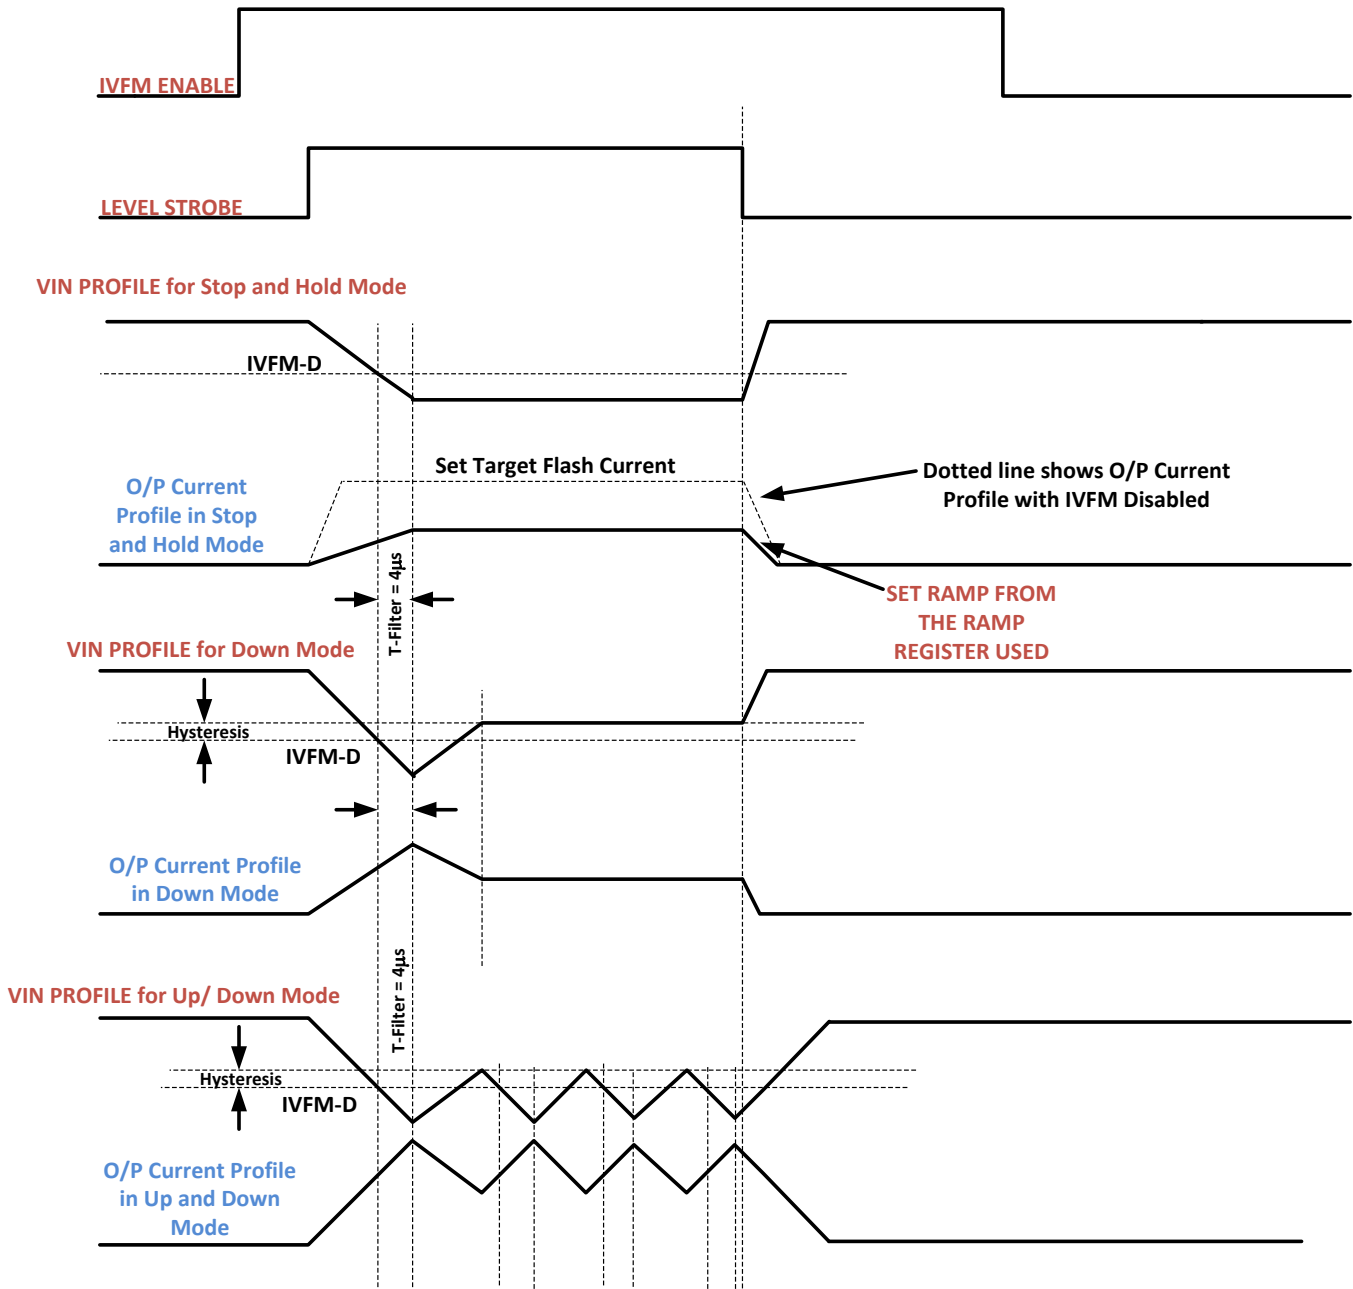 IVFM ENABLE
LEVEL STROBE
VIN PROFILE for Stop and Hold Mode
IVFM-D
Set Target Flash Current
O/P Current
Profile in Stop
and Hold Mode
Dotted line shows O/P Current
Profile with IVFM Disabled
T-Filter = 4µs
SET RAMP FROM
THE RAMP
REGISTER USED
VIN PROFILE for Down Mode
Hysteresis
IVFM-D
O/P Current Profile
in Down Mode
T-Filter = 4µs
VIN PROFILE for Up/ Down Mode
Hysteresis
IVFM-D
O/P Current Profile
in Up and Down
Mode